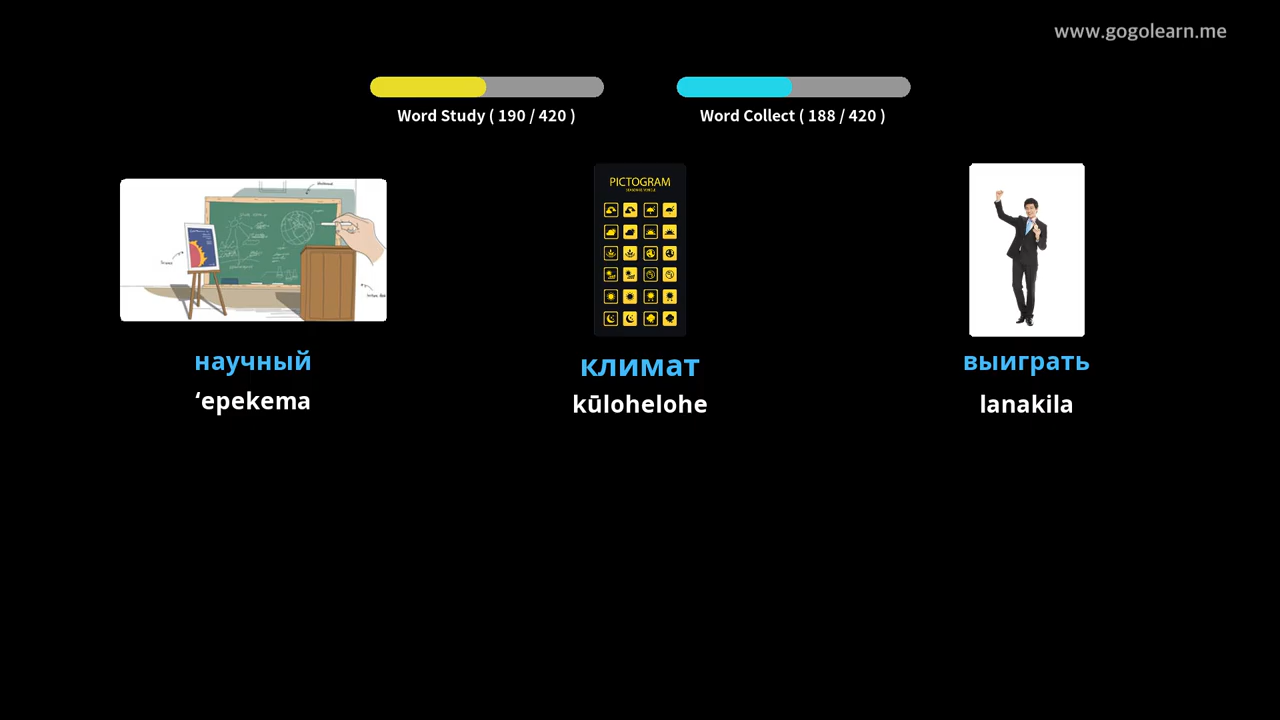 www.gogolearn.me
Word Study ( 190 / 420 )
Word Collect ( 188 / 420 )
PICTOGRAM
научный
климат
выиграть
ʻepekema
kūlohelohe
lanakila